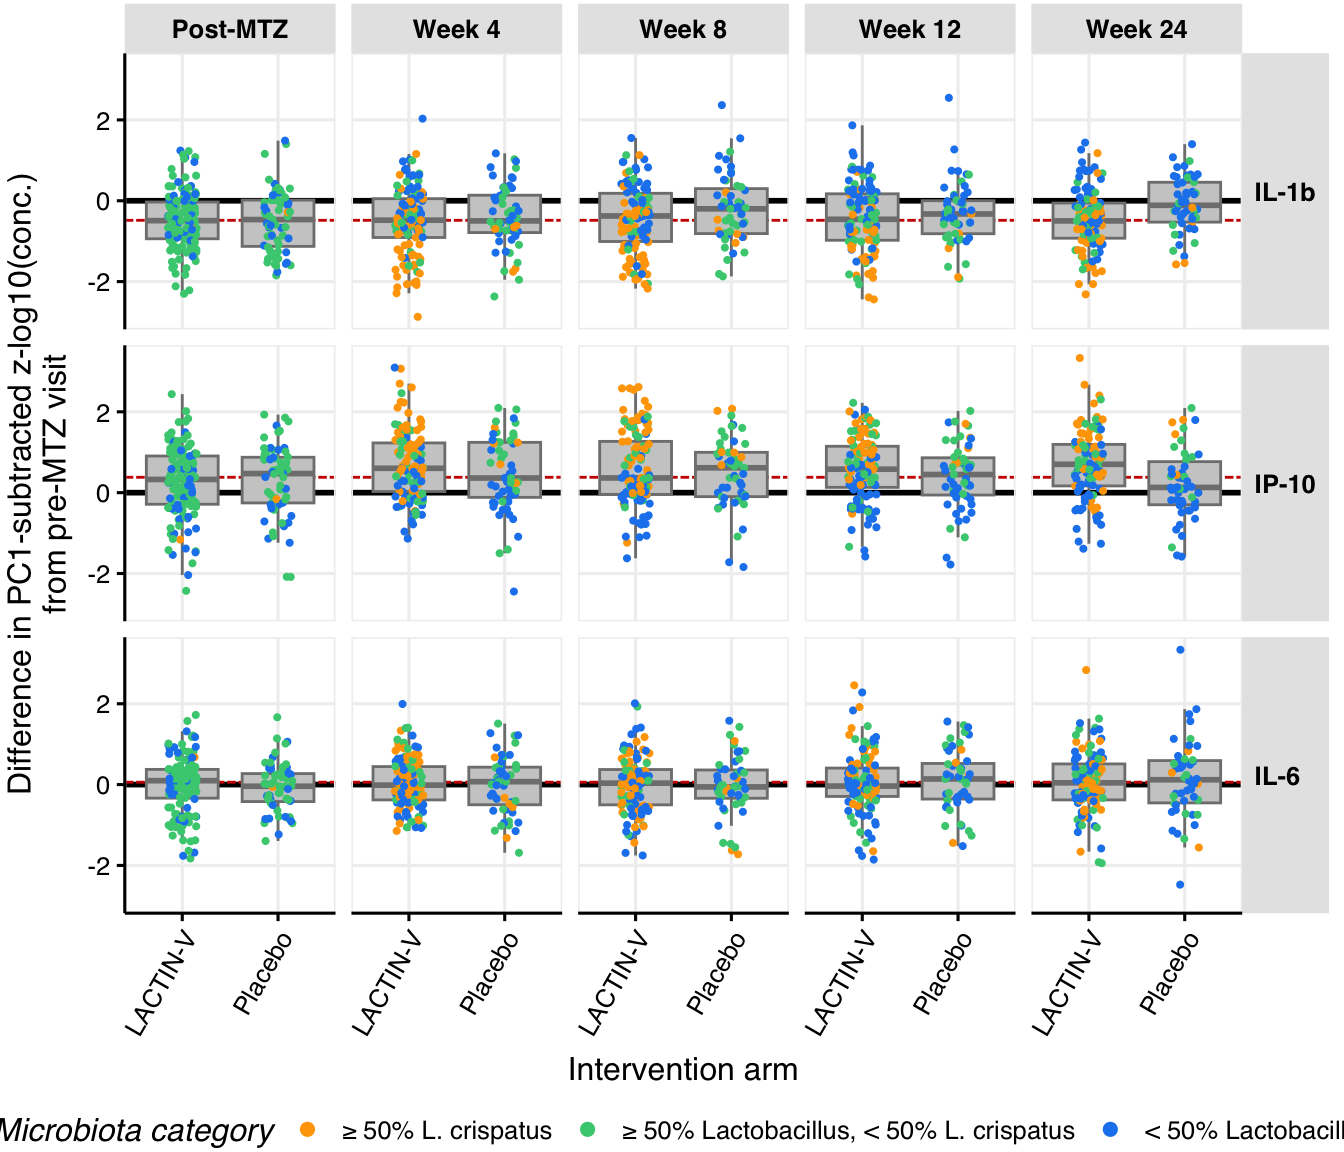 Post-MTZ Week 4 Week 8 Week 12 Week 24
Difference in PC1-subtracted z-log10(conc.)
from pre-MTZ visit
2
0
-2
IL-1b
2
0
-2
IP-10
2
0
-2
IL-6
LACTIN-V Placebo LACTIN-V Placebo LACTIN-V Placebo LACTIN-V Placebo LACTIN-V Placebo
Intervention arm
Microbiota category ≥ 50% L. crispatus ≥ 50% Lactobacillus, < 50% L. crispatus < 50% Lactobacill